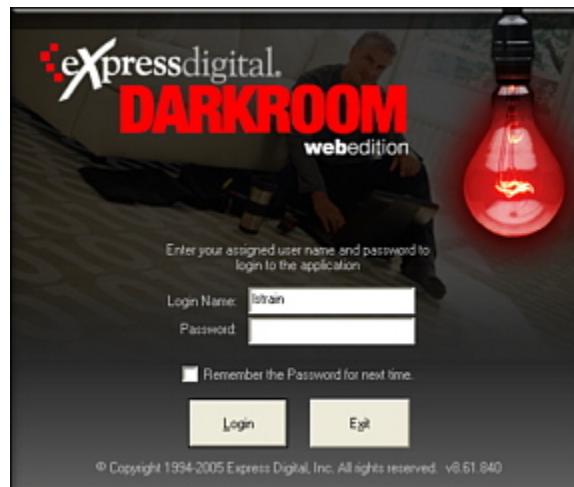 eXpressdigital.
DARKROOM
webedition
Enter your assigned user name and password to
login to the application
Login Name: lstrain
Password:
Remember the Password for next time.
Login Exit
© Copyright 1994-2005 Express Digital, Inc. All rights reserved. v8.61.840